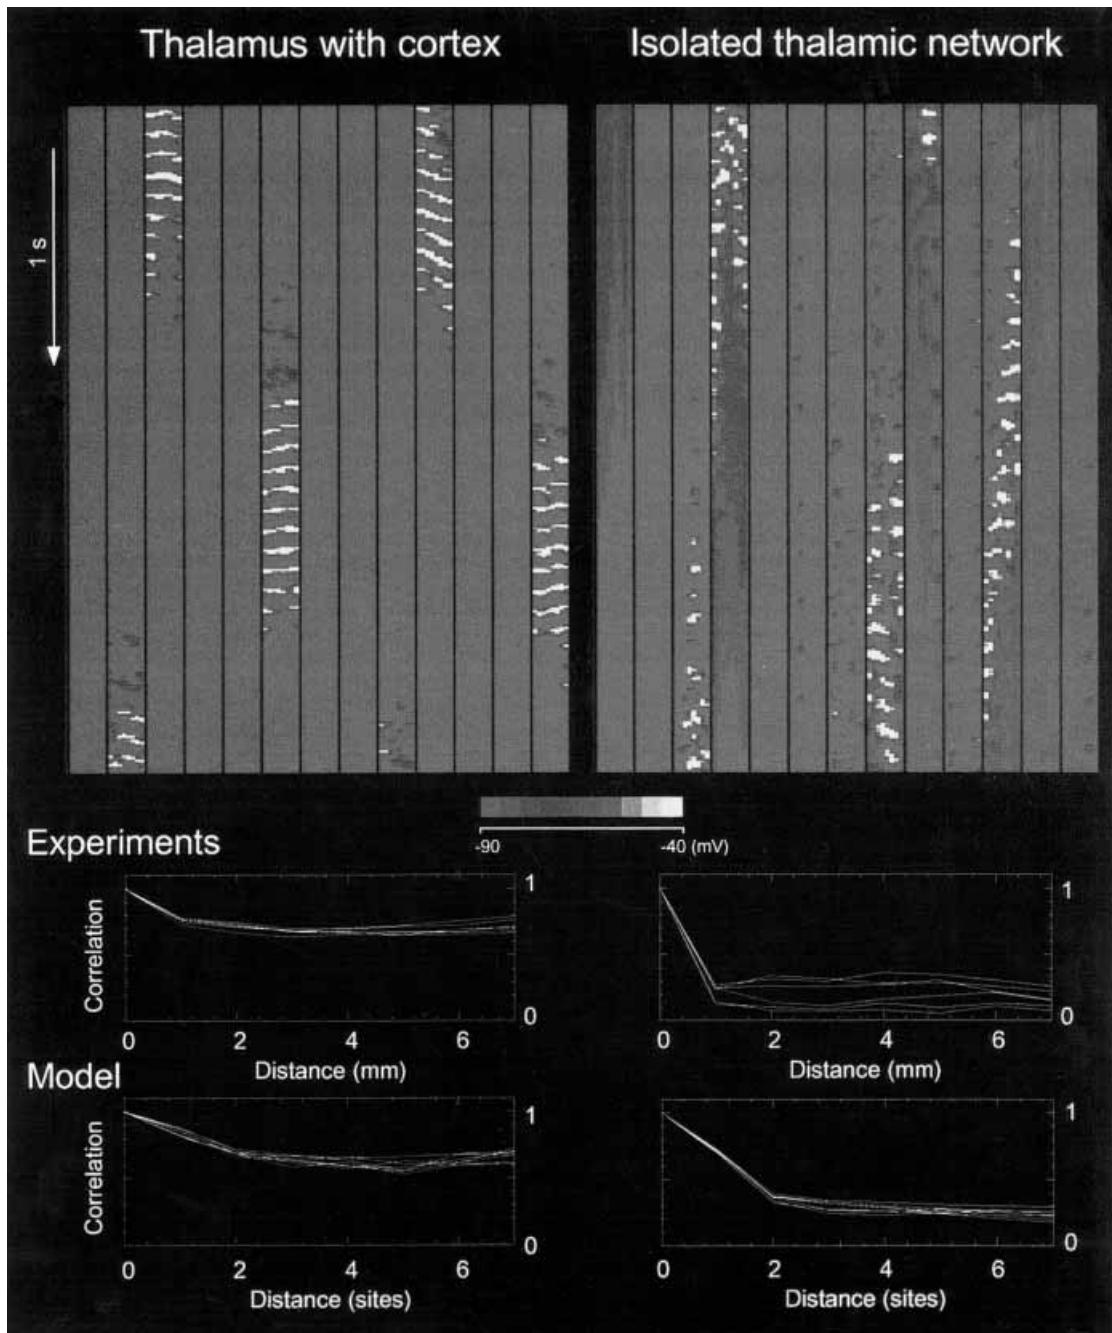 Thalamus with cortex
Isolated thalamic network
1 s
-90
-40 (mV)
Experiments
Correlation
1
0
0 2 4 6
Distance (mm)
1
0
0 2 4 6
Distance (mm)
Model
Correlation
1
0
0 2 4 6
Distance (sites)
1
0
0 2 4 6
Distance (sites)